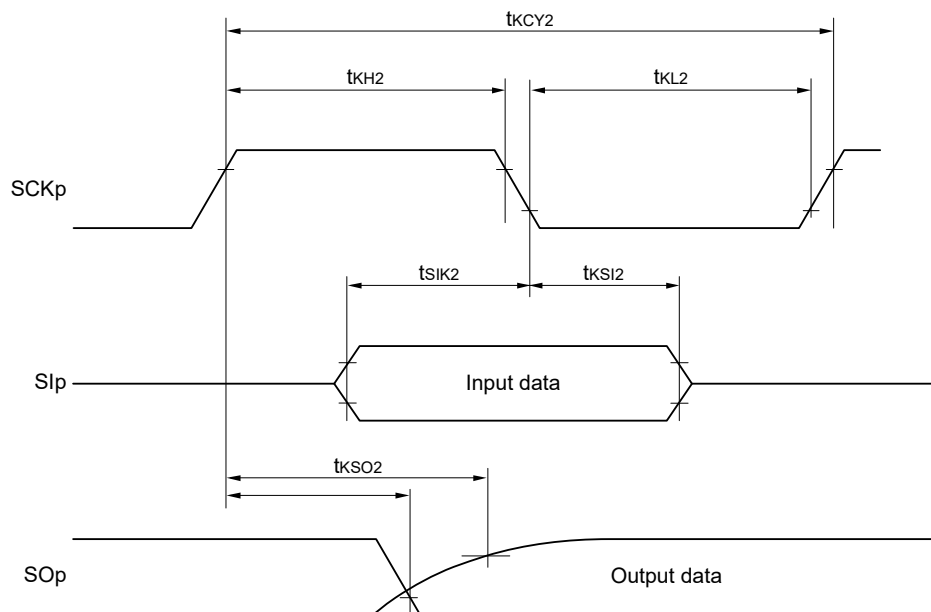 tKCY2
tKH2
tKL2
SCKp
tSIK2
tKSI2
SIp
Input data
tKSO2
SOp
Output data